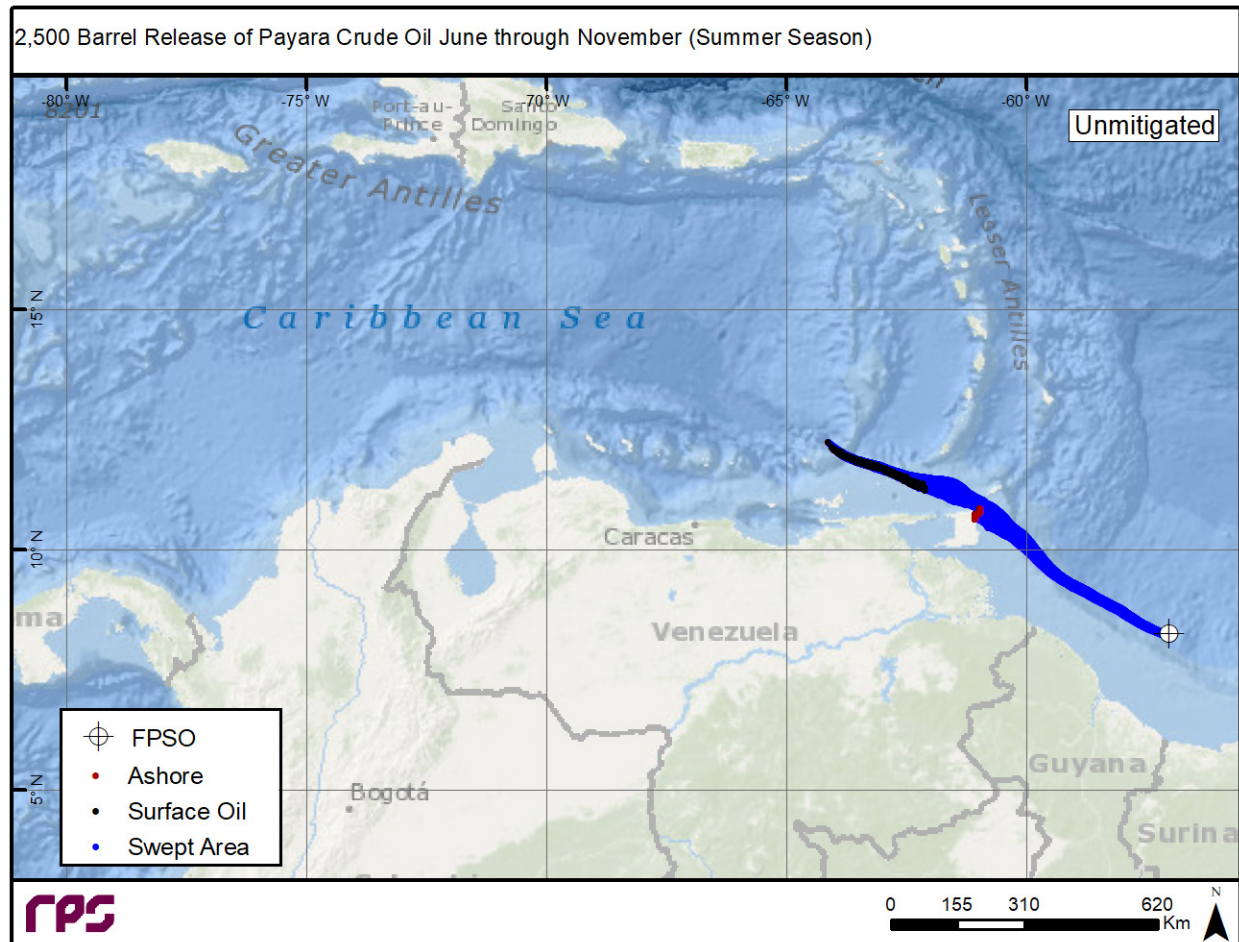 2,500 Barrel Release of Payara Crude Oil June through November (Summer Season)
-80° W
-75° W
-70° W
-65° W
-60° W
8201
Port-au-
Prince
Santo
Domingo
Unmitigated
Greater Antilles
Lesser Antilles
15° N
Caribbean Sea
10° N
Caracas
ma
Venezuela
FPSO
Ashore
Surface Oil
Swept Area
5° N
Bogotá
Guyana
Surina
rps
0 155 310 620
Km
N